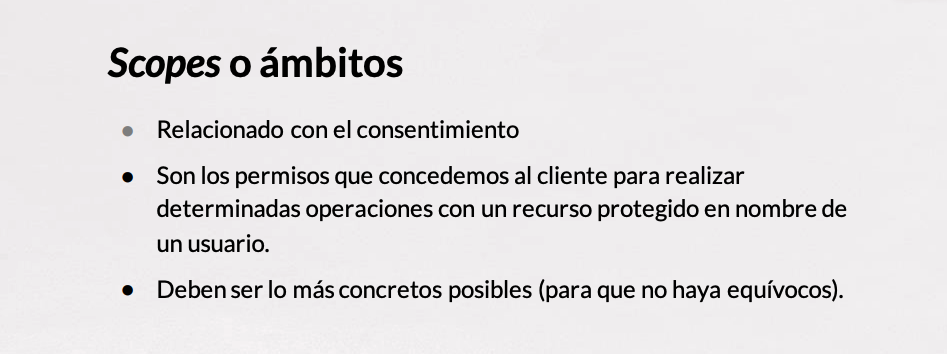 Scopes o ámbitos
● Relacionado con el consentimiento
● Son los permisos que concedemos al cliente para realizar
determinadas operaciones con un recurso protegido en nombre de
un usuario.
● Deben ser lo más concretos posibles (para que no haya equívocos).